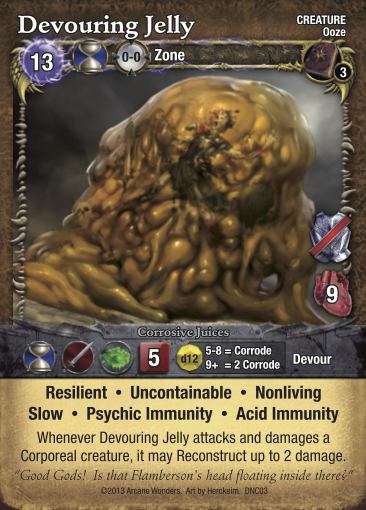 Devouring Jelly
CREATURE
Ooze
13
0-0
Zone
3
9
Corrosive Juices
5
d12
5-8 = Corrode
9+ = 2 Corrode
Devour
Resilient • Uncontainable • Nonliving
Slow • Psychic Immunity • Acid Immunity
Whenever Devouring Jelly attacks and damages a
Corporeal creature, it may Reconstruct up to 2 damage.
"Good Gods! Is that Flamberson's head floating inside there?"
©2013 Arcane Wonders. Art by Herckeim. DNC03